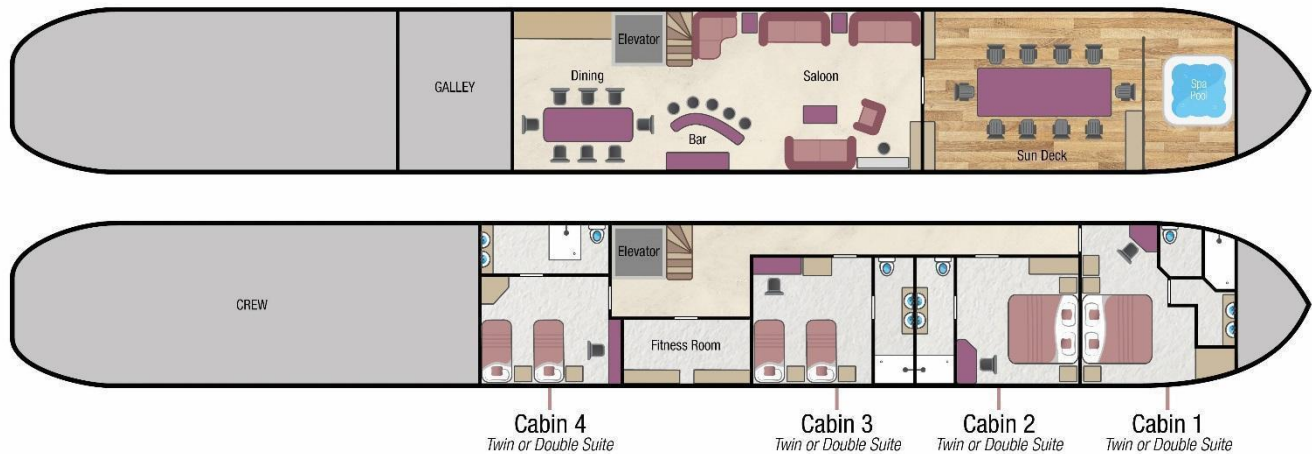 Elevator
GALLEY
Dining
Saloon
Bar
Sun Deck
Spa
Pool
Elevator
CREW
Fitness Room
Cabin 4
Twin or Double Suite
Cabin 3
Twin or Double Suite
Cabin 2
Twin or Double Suite
Cabin 1
Twin or Double Suite